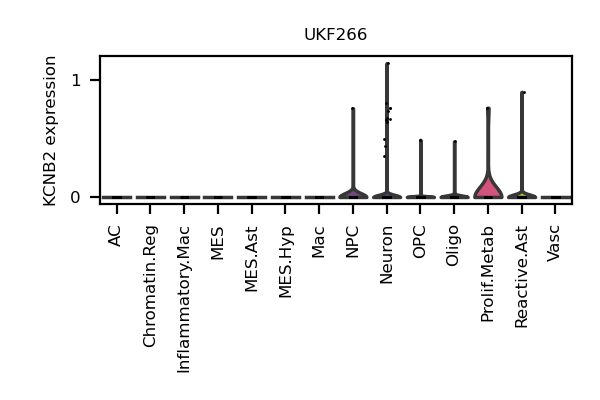 UKF266
KCNB2 expression
1
0
AC
Chromatin.Reg
Inflammatory.Mac
MES
MES.Ast
MES.Hyp
Mac
NPC
Neuron
OPC
Oligo
Prolif.Metab
Reactive.Ast
Vasc